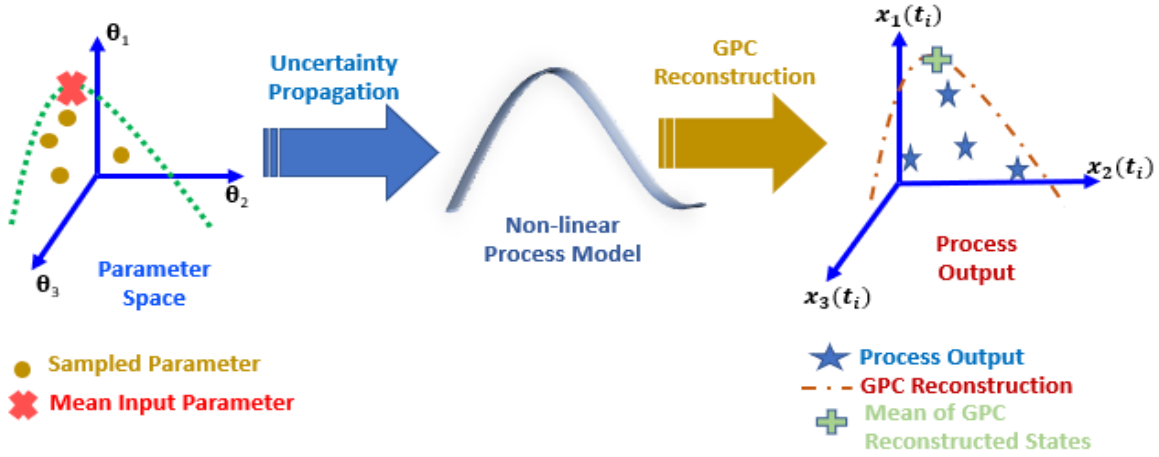 θ1
θ2
θ3
Parameter
Space
Uncertainty
Propagation
Non-linear
Process Model
GPC
Reconstruction
x1(ti)
x2(ti)
x3(ti)
Process
Output
Sampled Parameter
Mean Input Parameter
Process Output
GPC Reconstruction
Mean of GPC
Reconstructed States